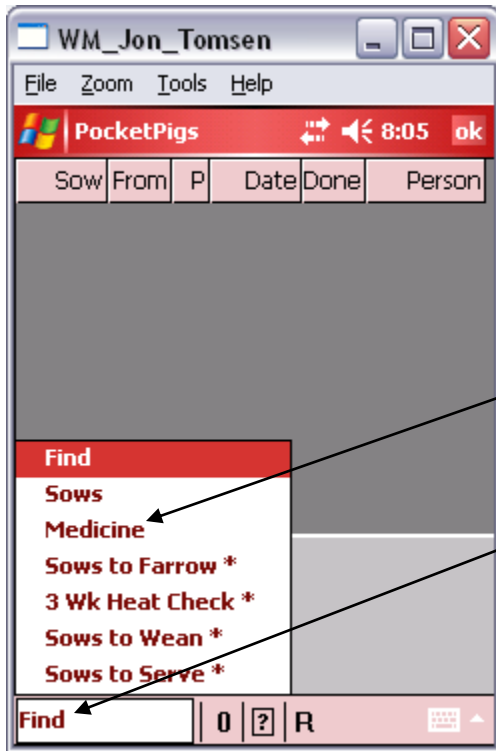 WM_Jon_Tomsen
File Zoom Tools Help
PocketPigs 8:05 ok
Sow From P Date Done Person
Find
Sows
Medicine
Sows to Farrow *
3 Wk Heat Check *
Sows to Wean *
Sows to Serve *
Find 0 ? R